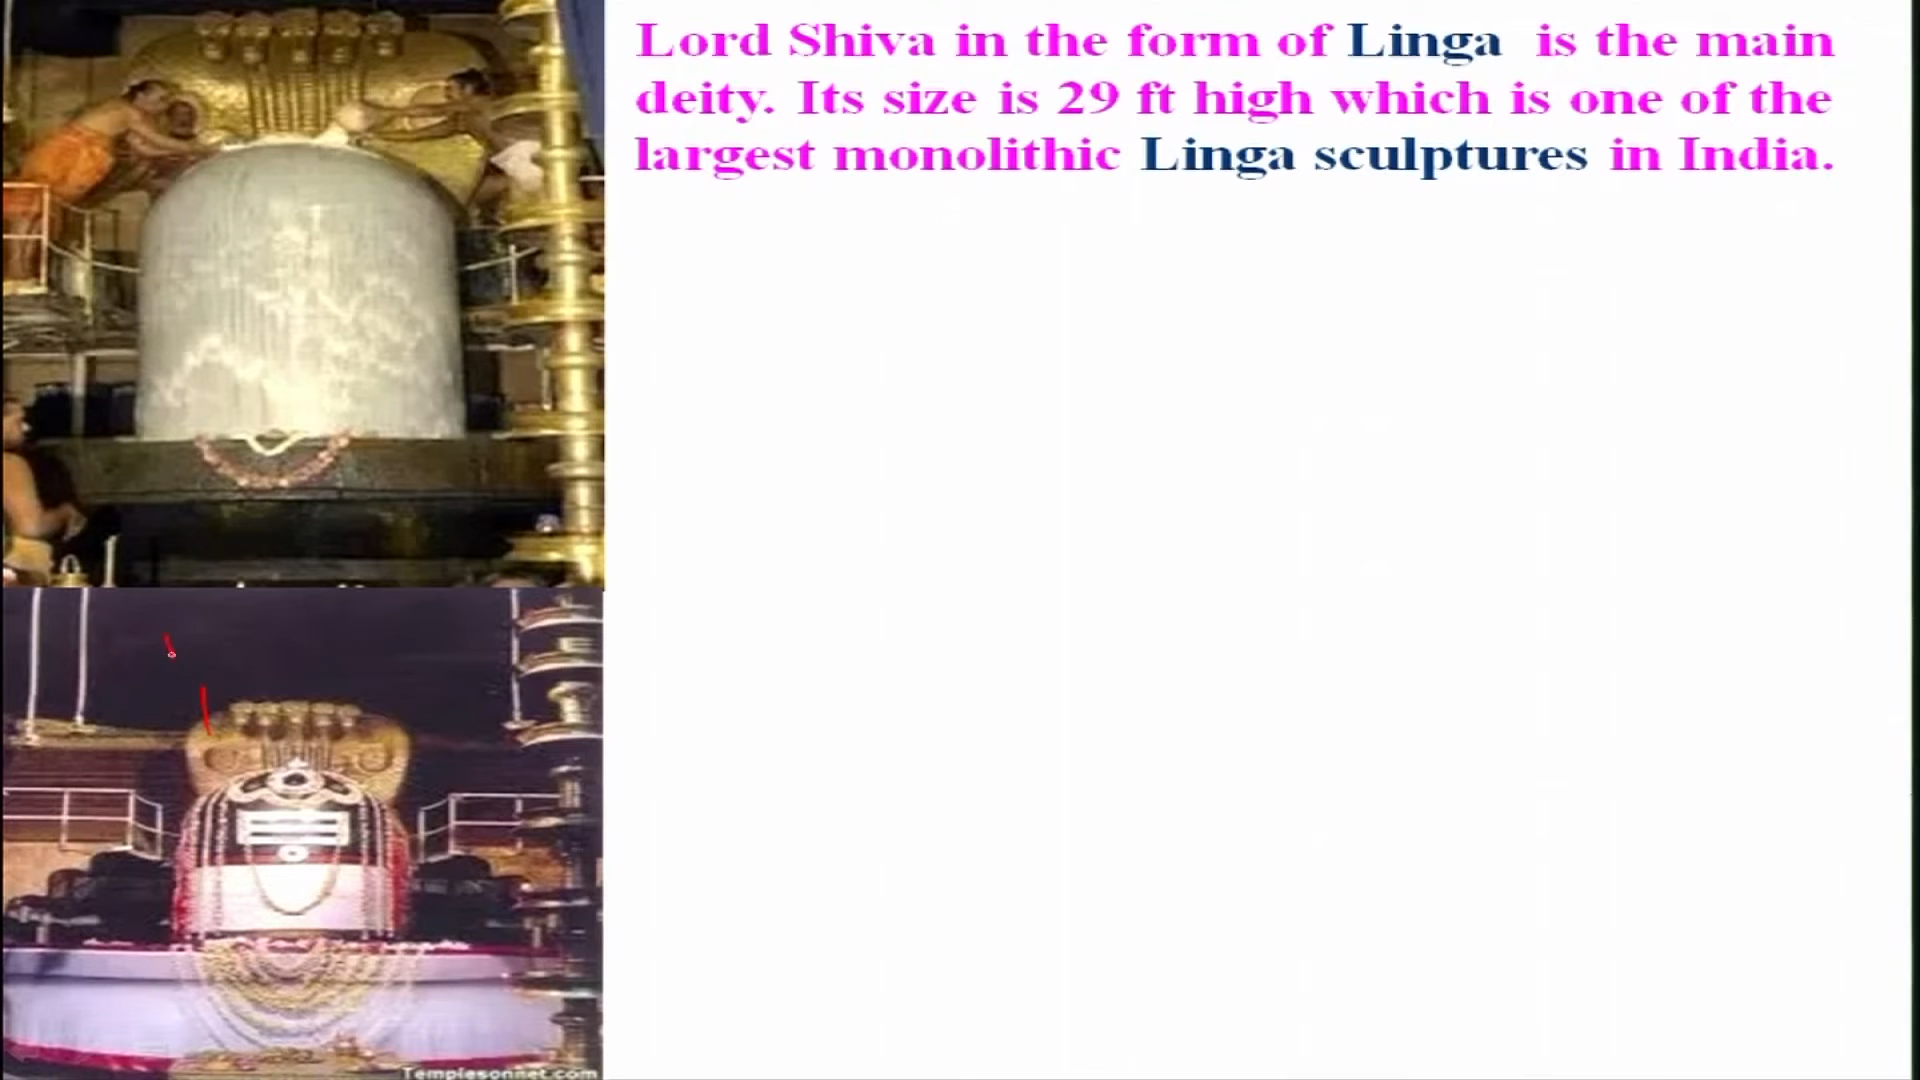 Lord Shiva in the form of Linga is the main
deity. Its size is 29 ft high which is one of the
largest monolithic Linga sculptures in India.
Templesonnet.com